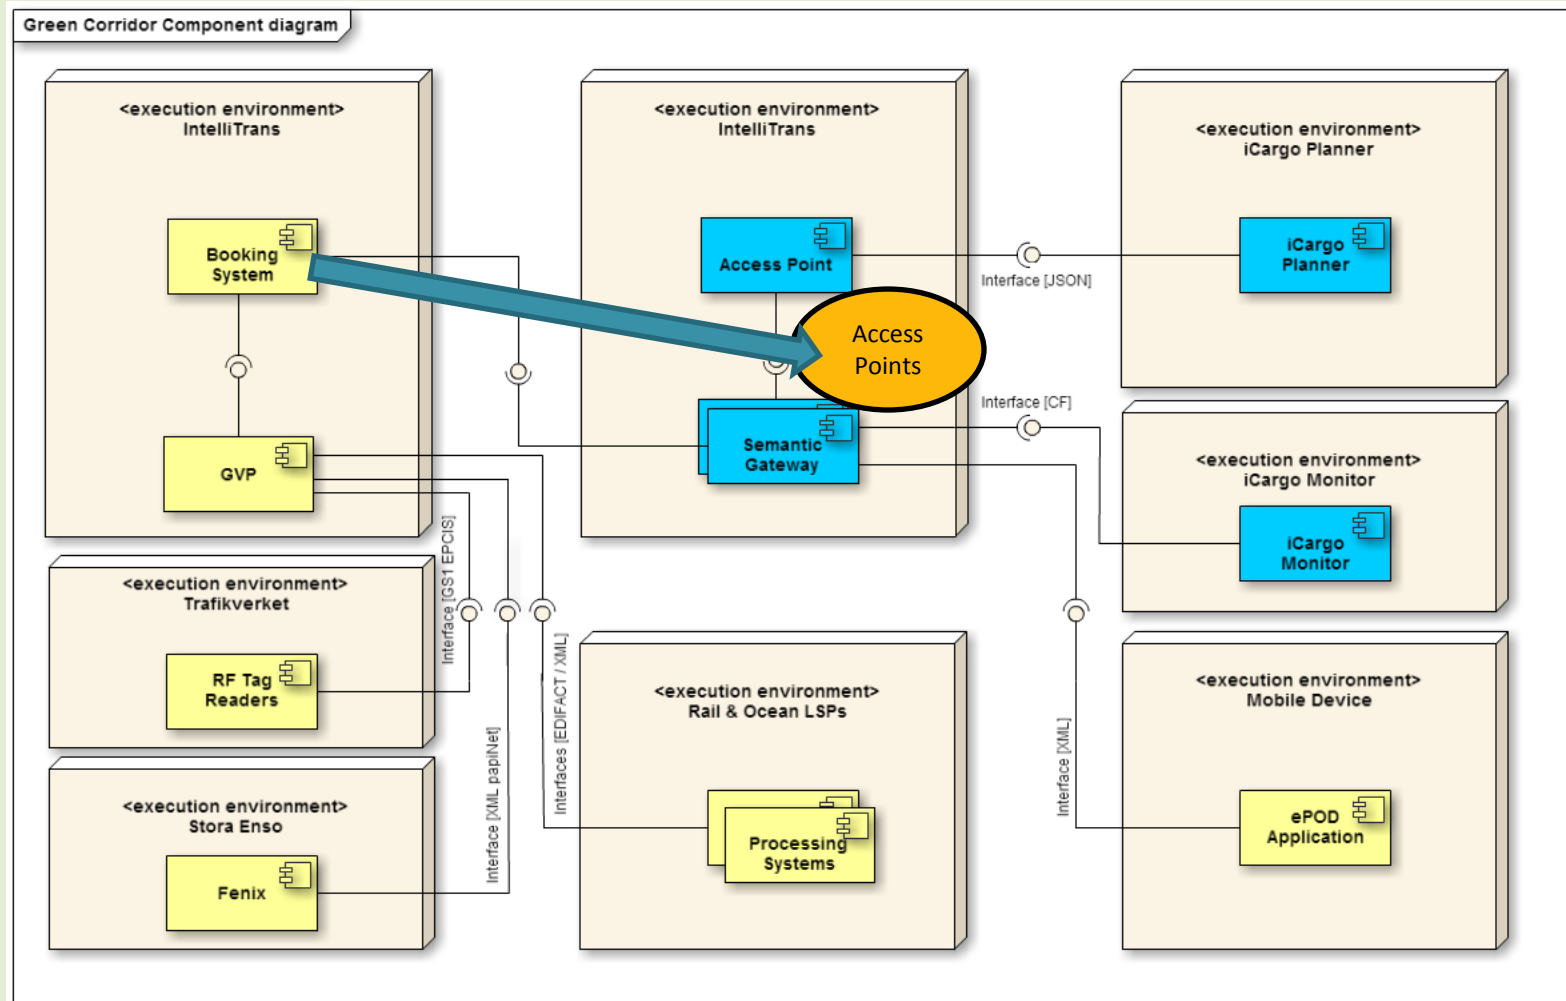 Green Corridor Component diagram
<execution environment>
IntelliTrans
Booking
System
GVP
<execution environment>
IntelliTrans
Access Point
Access
Points
Semantic
Gateway
<execution environment>
iCargo Planner
iCargo
Planner
Interface [JSON]
Interface [CF]
<execution environment>
iCargo Monitor
iCargo
Monitor
<execution environment>
Trafikverket
RF Tag
Readers
Interface [GS1 EPCIS]
<execution environment>
Stora Enso
Fenix
Interface [XML papiNet]
Interfaces [EDIFACT / XML]
<execution environment>
Rail & Ocean LSPs
Processing
Systems
Interface [XML]
<execution environment>
Mobile Device
ePOD
Application